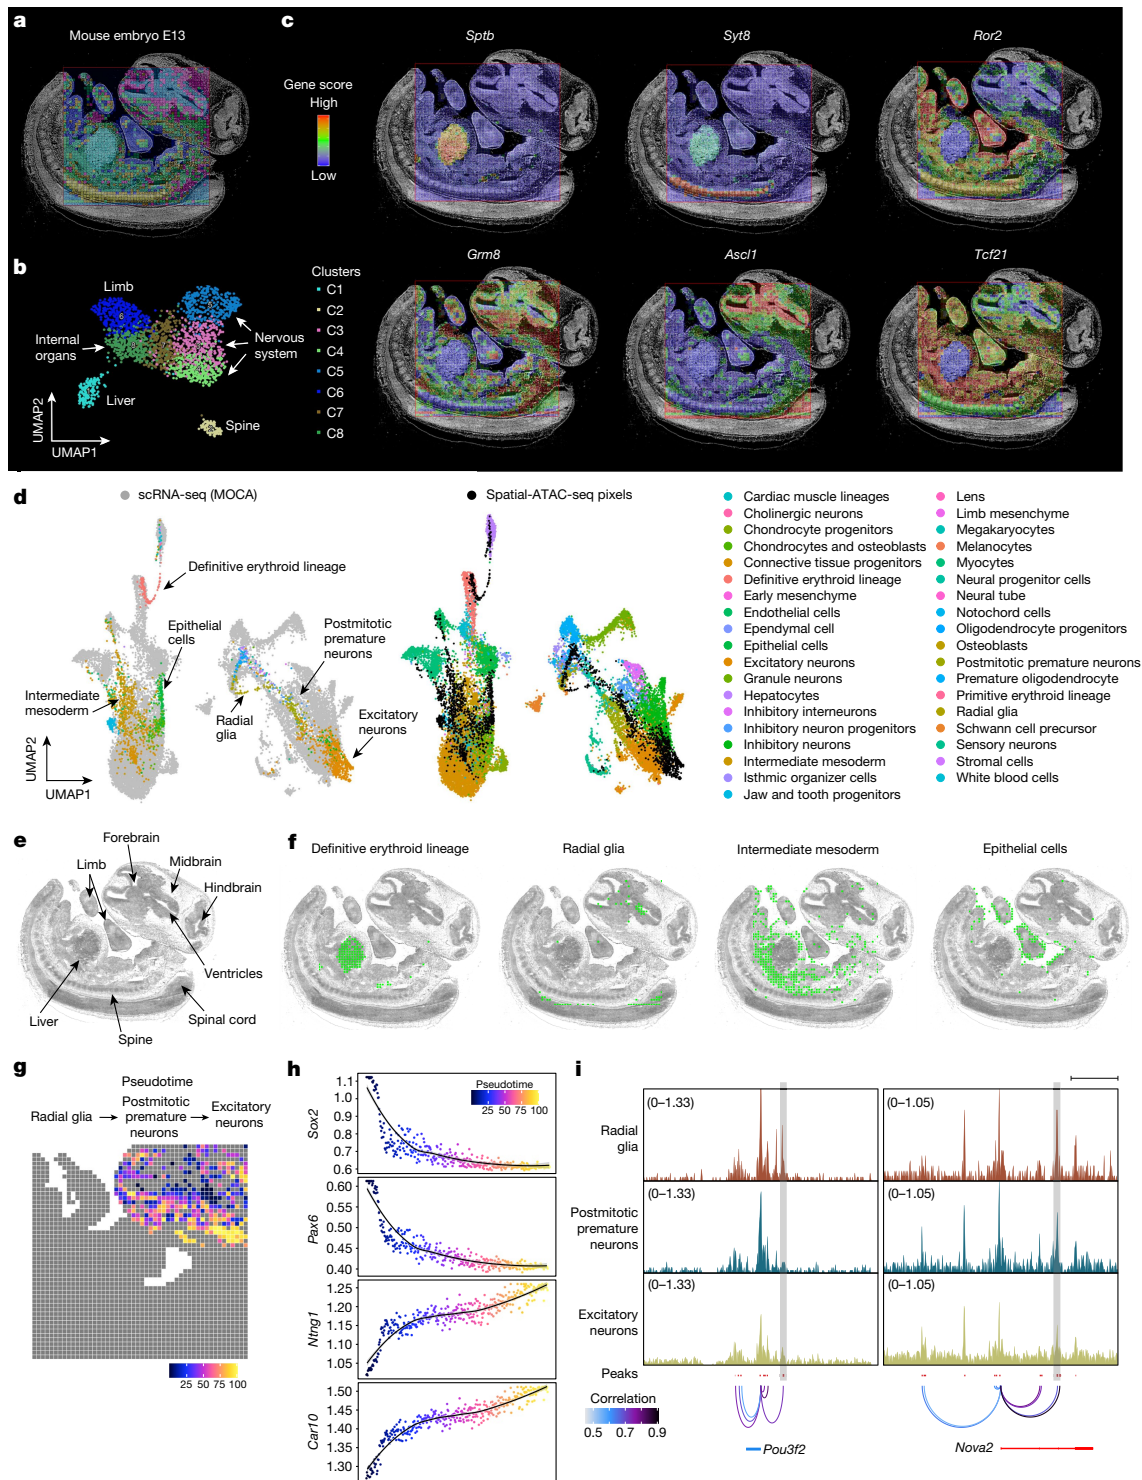 a
Mouse embryo E13
c
Sptb
Syt8
Ror2
Gene score
High
Low
Grm8
Ascl1
Tcf21
b
Limb
6
Internal
organs
Nervous
system
Liver
Spine
UMAP2
UMAP1
Clusters
C1
C2
C3
C4
C5
C6
C7
C8
d
scRNA-seq (MOCA)
Spatial-ATAC-seq pixels
Definitive erythroid lineage
Epithelial
cells
Postmitotic
premature
neurons
Intermediate
mesoderm
Radial
glia
Excitatory
neurons
UMAP2
UMAP1
Cardiac muscle lineages
Cholinergic neurons
Chondrocyte progenitors
Chondrocytes and osteoblasts
Connective tissue progenitors
Definitive erythroid lineage
Early mesenchyme
Endothelial cells
Ependymal cell
Epithelial cells
Excitatory neurons
Granule neurons
Hepatocytes
Inhibitory interneurons
Inhibitory neuron progenitors
Inhibitory neurons
Intermediate mesoderm
Isthmic organizer cells
Jaw and tooth progenitors
Lens
Limb mesenchyme
Megakaryocytes
Melanocytes
Myocytes
Neural progenitor cells
Neural tube
Notochord cells
Oligodendrocyte progenitors
Osteoblasts
Postmitotic premature neurons
Premature oligodendrocyte
Primitive erythroid lineage
Radial glia
Schwann cell precursor
Sensory neurons
Stromal cells
White blood cells
e
Forebrain
Limb
Midbrain
Hindbrain
Ventricles
Liver
Spinal cord
Spine
f
Definitive erythroid lineage
Radial glia
Intermediate mesoderm
Epithelial cells
g
Pseudotime
Radial glia
Postmitotic
premature
neurons
Excitatory
neurons
25 50 75 100
h
Pseudotime
25 50 75 100
Sox2
1.1
1.0
0.9
0.8
0.7
0.6
Pax6
0.60
0.55
0.50
0.45
0.40
Ntng1
1.25
1.20
1.15
1.10
1.05
Car10
1.50
1.40
1.35
1.30
i
Radial
glia
(0–1.33)
(0–1.05)
Postmitotic
premature
neurons
(0–1.33)
(0–1.05)
Excitatory
neurons
(0–1.33)
(0–1.05)
Peaks
Correlation
0.5 0.7 0.9
Pou3f2
Nova2